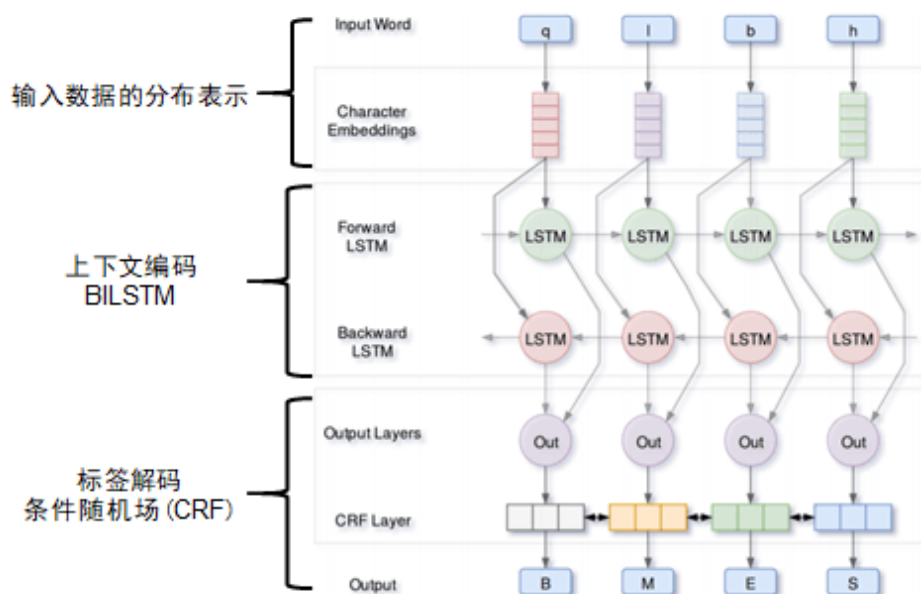 Input Word
q l b h
输入数据的分布表示
Character
Embeddings
Forward
LSTM
LSTM LSTM LSTM LSTM
上下文编码
BILSTM
Backward
LSTM
LSTM LSTM LSTM LSTM
Output Layers
Out Out Out Out
标签解码
条件随机场(CRF)
CRF Layer
Output
B M E S